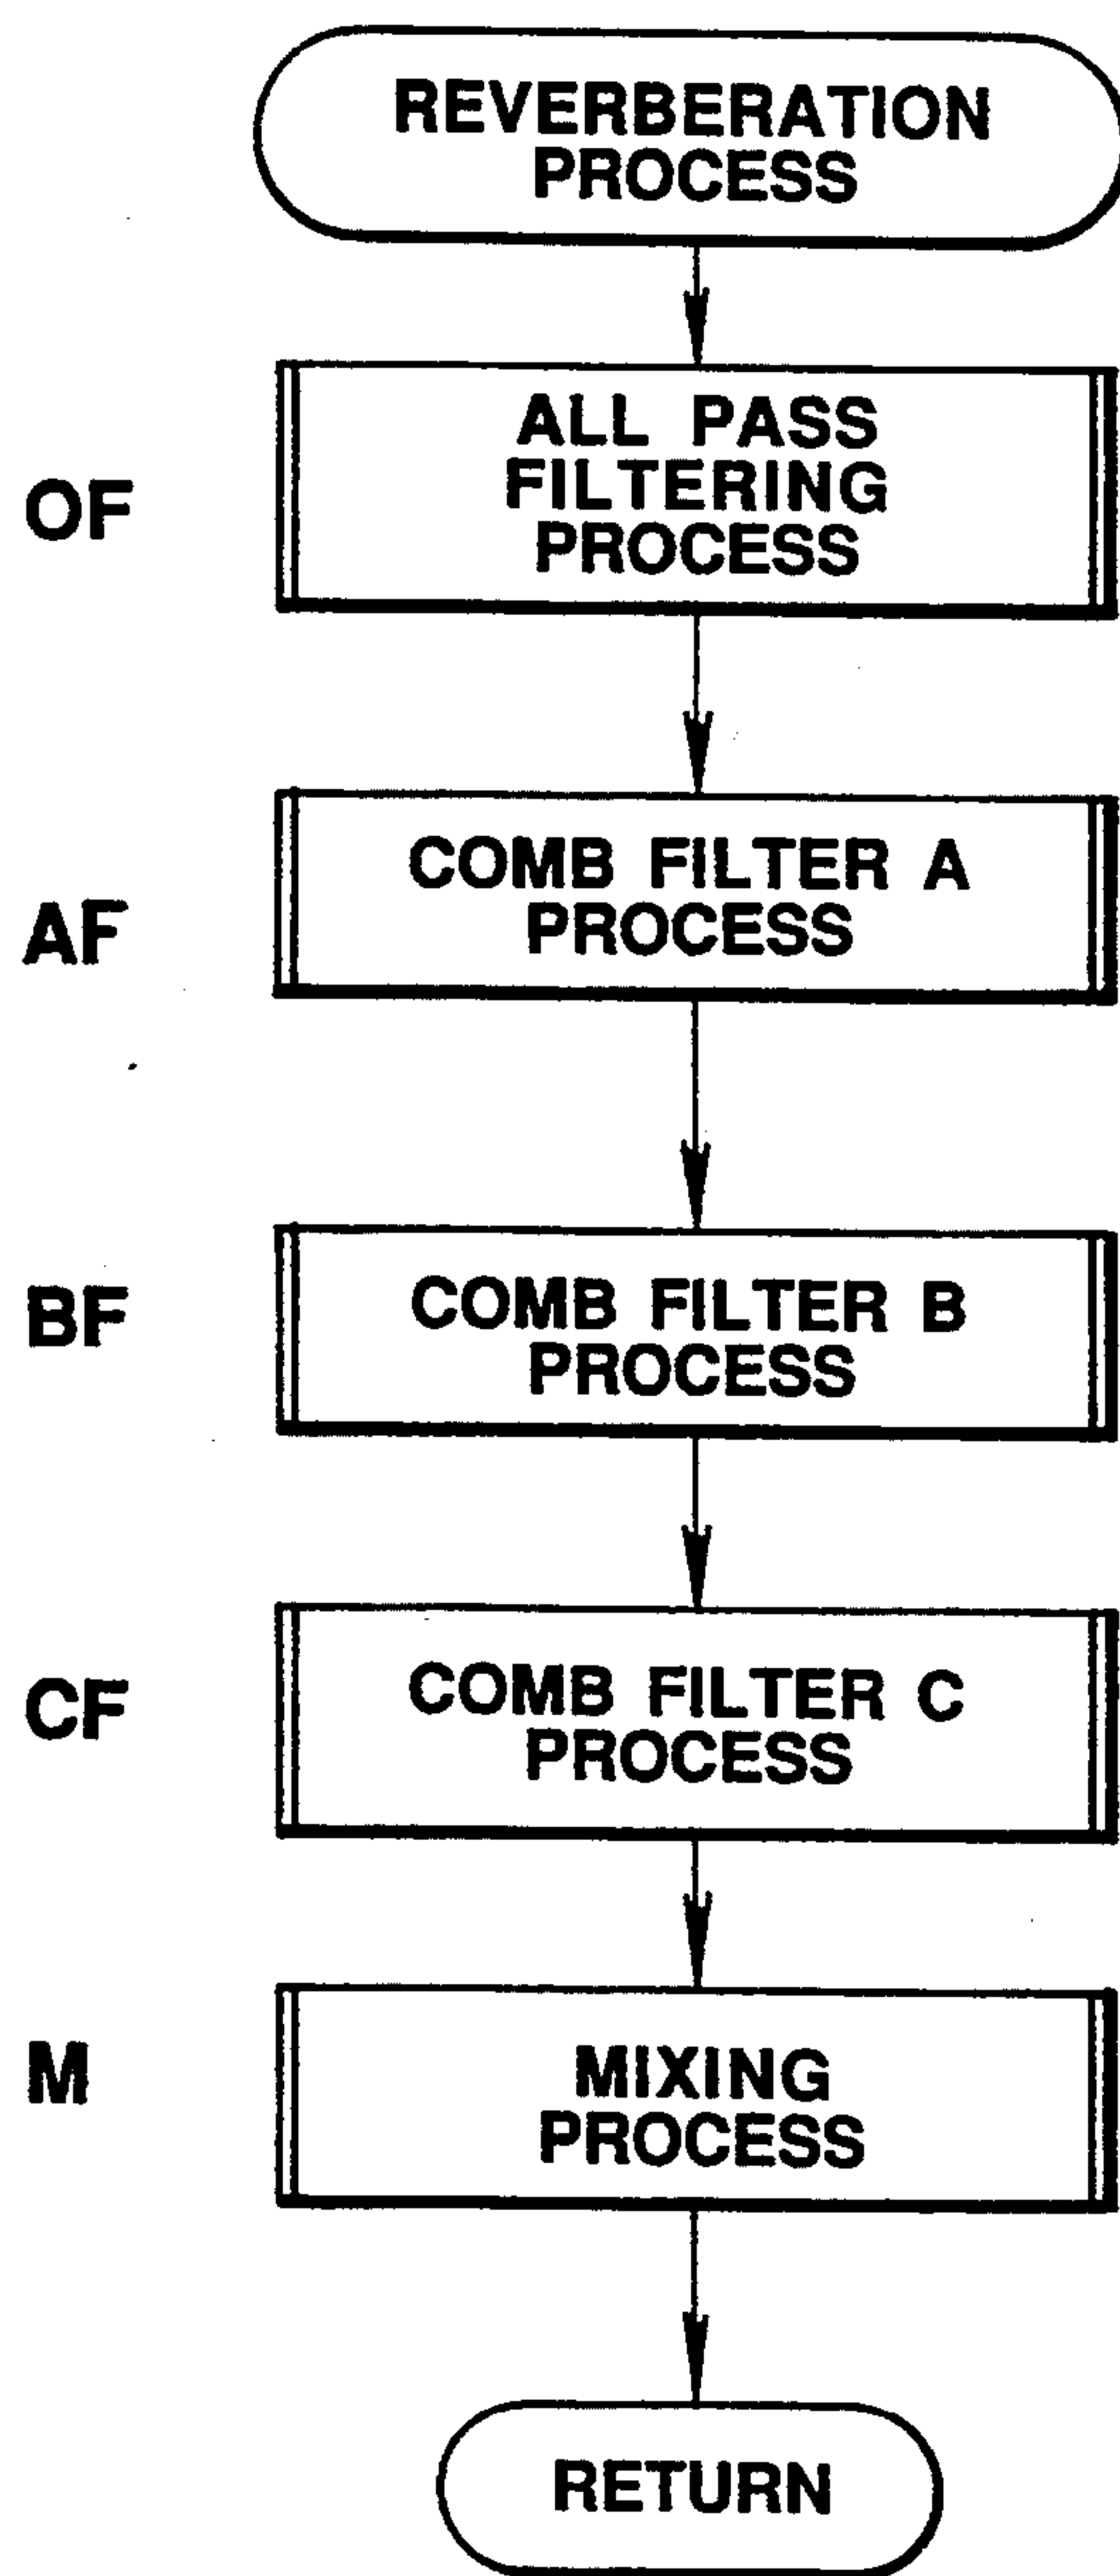 REVERBERATION
PROCESS
OF
ALL PASS
FILTERING
PROCESS
AF
COMB FILTER A
PROCESS
BF
COMB FILTER B
PROCESS
CF
COMB FILTER C
PROCESS
M
MIXING
PROCESS
RETURN